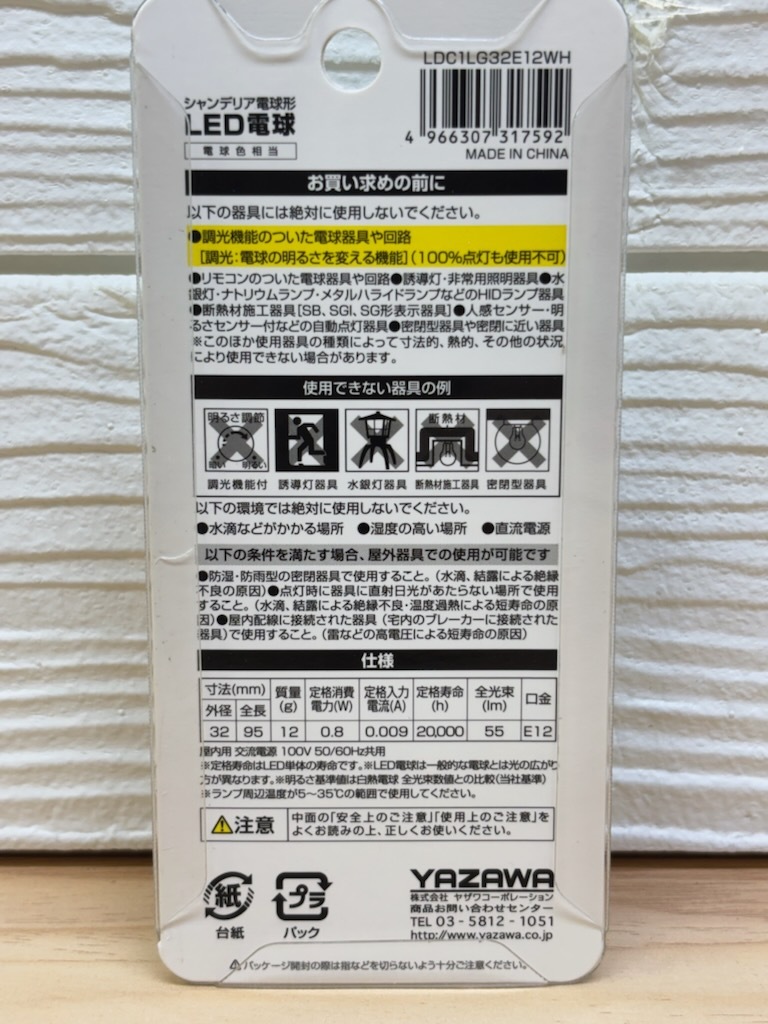 LDC1LG32E12WH
シャンデリア電球形
LED電球
電球色相当
4 966307 317592
MADE IN CHINA
お買い求めの前に
以下の器具には絶対に使用しないでください。
●調光機能のついた電球器具や回路
[調光:電球の明るさを変える機能](100%点灯も使用不可)
●リモコンのついた電球器具や回路●誘導灯・非常用照明器具●水
銀灯・ナトリウムランプ・メタルハライドランプなどのHIDランプ器具
●断熱材施工器具[SB、SGI、SG形表示器具]●人感センサー・明
るさセンサー付などの自動点灯器具●密閉型器具や密閉に近い器具
※このほか使用器具の種類によって寸法的、熱的、その他の状況
により使用できない場合があります。
使用できない器具の例
明るさ調節
暗い 明るい
断熱材
調光機能付 誘導灯器具 水銀灯器具 断熱材施工器具 密閉型器具
以下の環境では絶対に使用しないでください。
●水滴などがかかる場所 ●湿度の高い場所 ●直流電源
以下の条件を満たす場合、屋外器具での使用が可能です
●防湿・防雨型の密閉器具で使用すること。(水滴、結露による絶縁
不良の原因)●点灯時に器具に直射日光があたらない場所で使用
すること。(水滴、結露による絶縁不良・温度過熱による短寿命の原
因)●屋内配線に接続された器具(宅内のブレーカーに接続された
器具)で使用すること。(雷などの高電圧による短寿命の原因)
仕様
寸法(mm) 質量(g) 定格消費電力(W) 定格入力電流(A) 定格寿命(h) 全光束(lm) 口金
外径 全長
32 95 12 0.8 0.009 20,000 55 E12
屋内用 交流電源 100V 50/60Hz共用
※定格寿命はLED単体の寿命です。※LED電球は一般的な電球とは光の広がり
方が異なります。※明るさ基準値は白熱電球 全光束数値との比較(当社基準)
※ランプ周辺温度が5〜35℃の範囲で使用してください。
注意
中面の「安全上のご注意」「使用上のご注意」を
よくお読みの上、正しくお使いください。
紙
台紙
プラ
パック
YAZAWA
株式会社 ヤザワコーポレーション
商品お問い合わせセンター
TEL 03-5812-1051
http://www.yazawa.co.jp
⚠パッケージ開封の際は指などを切らないよう十分ご注意ください。